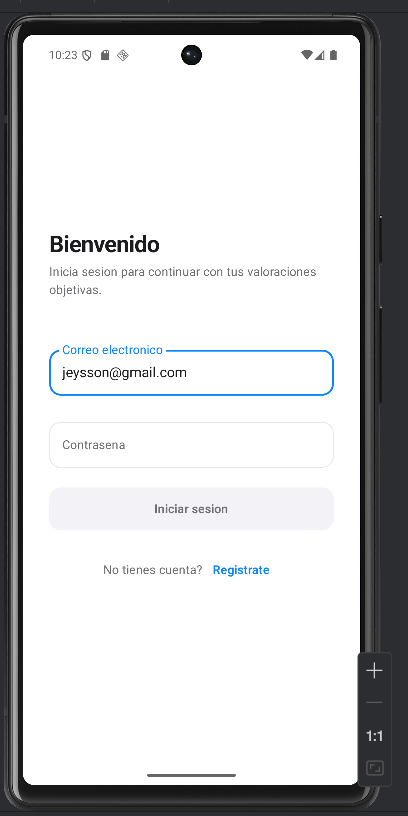 10:23
Bienvenido
Inicia sesion para continuar con tus valoraciones
objetivas.
Correo electronico
jeysson@gmail.com
Contrasena
Iniciar sesion
No tienes cuenta? Registrate
1:1